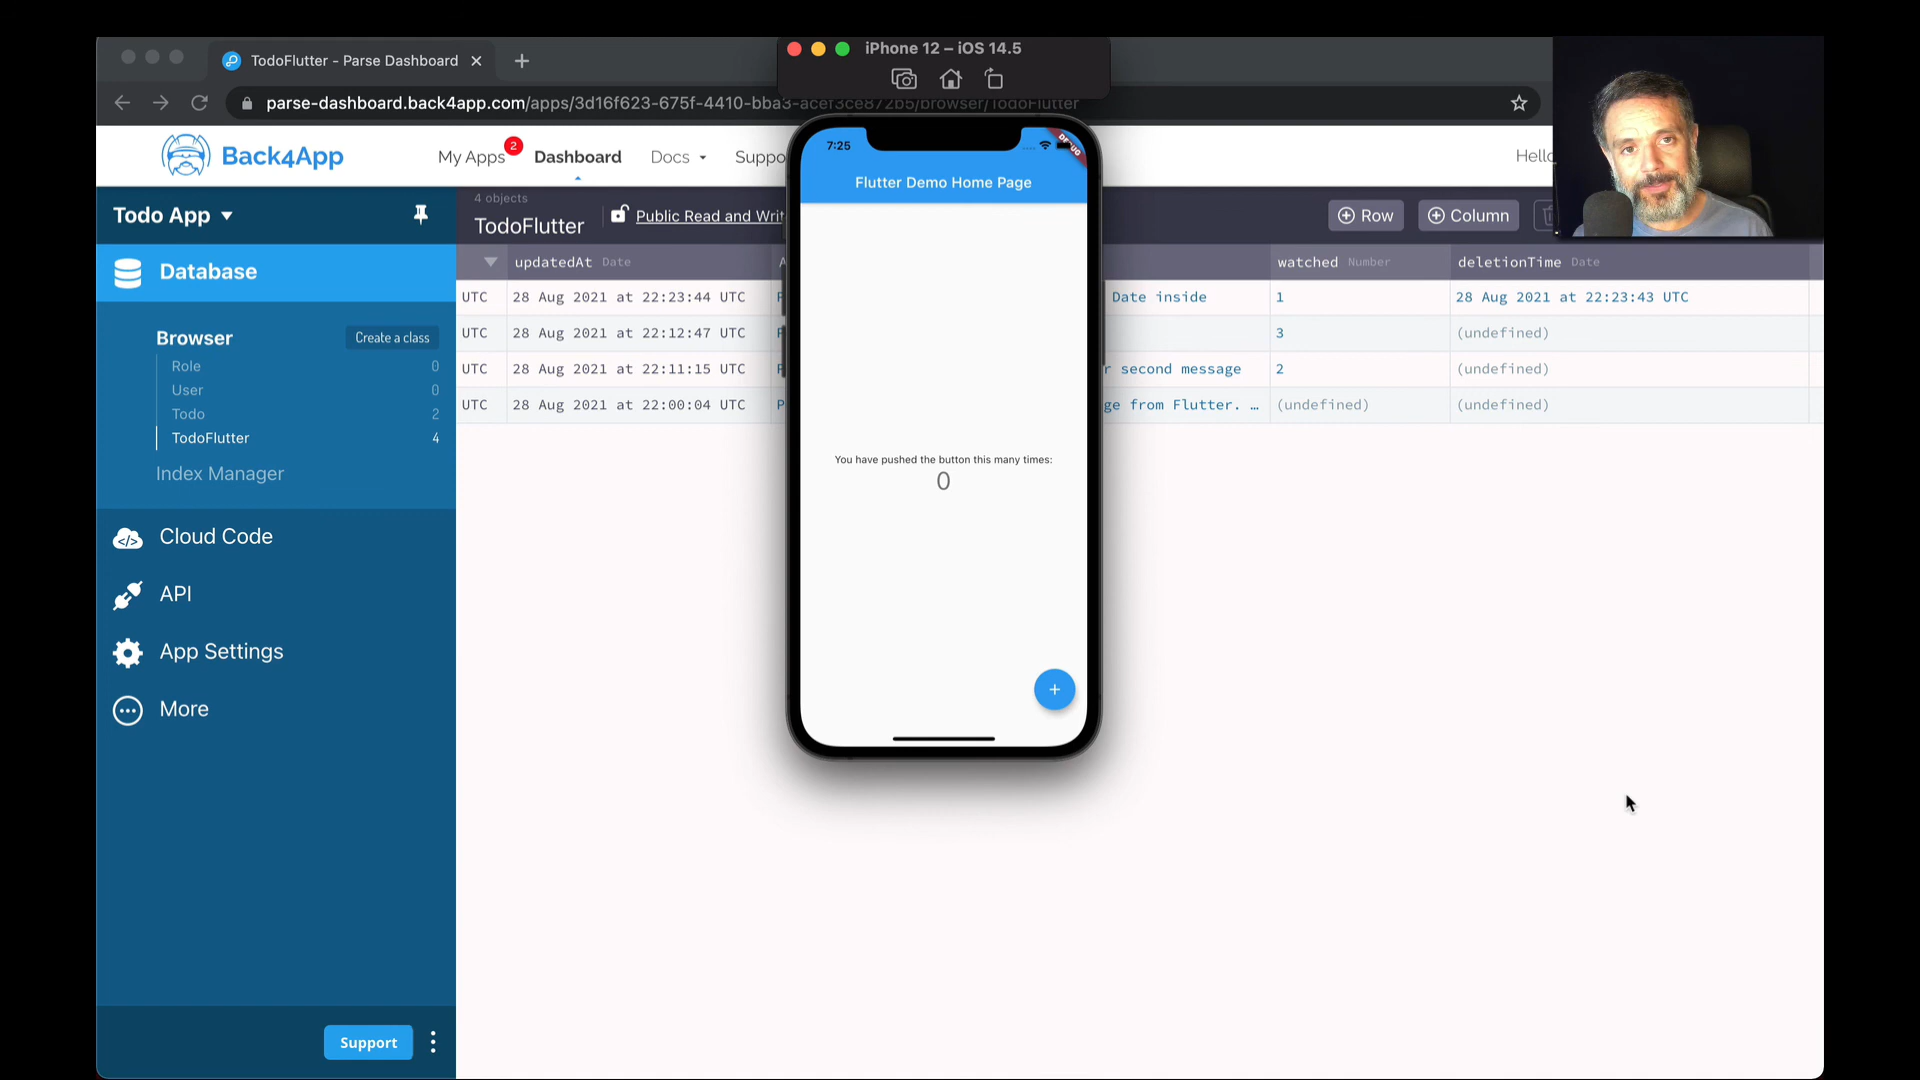 TodoFlutter - Parse Dashboard
iPhone 12 – iOS 14.5
parse-dashboard.back4app.com/apps/3d16f623-675f-4410-bba3-acef3ce872b5/browser/TodoFlutter
Back4App
My Apps 2
Dashboard
Docs
Suppo
Hello
7:25
DEBUG
Flutter Demo Home Page
Todo App
4 objects
TodoFlutter
Public Read and Writ
Row
Column
Database
updatedAt Date
A
watched Number
deletionTime Date
UTC 28 Aug 2021 at 22:23:44 UTC P Date inside 1 28 Aug 2021 at 22:23:43 UTC
UTC 28 Aug 2021 at 22:12:47 UTC P 3 (undefined)
UTC 28 Aug 2021 at 22:11:15 UTC P r second message 2 (undefined)
UTC 28 Aug 2021 at 22:00:04 UTC P ge from Flutter. … (undefined) (undefined)
Browser
Create a class
Role 0
User 0
Todo 2
TodoFlutter 4
Index Manager
You have pushed the button this many times:
0
+
Cloud Code
API
App Settings
More
Support